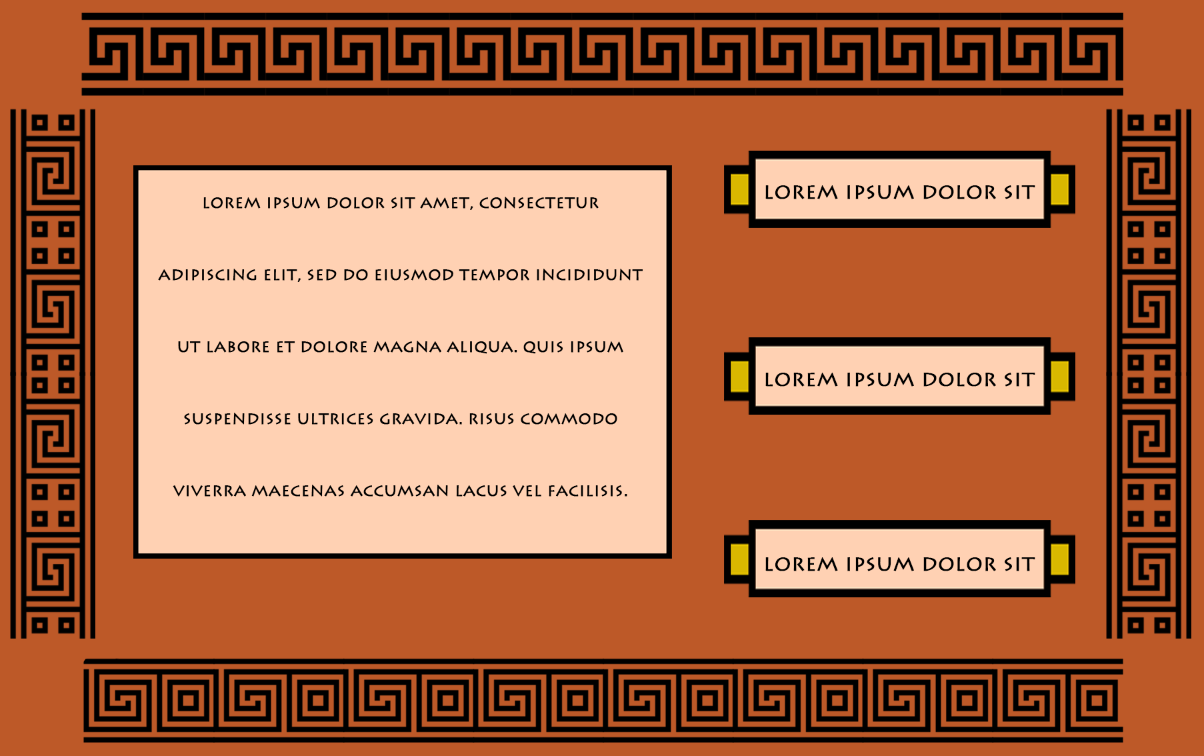 LOREM IPSUM DOLOR SIT AMET, CONSECTETUR
ADIPISCING ELIT, SED DO EIUSMOD TEMPOR INCIDIDUNT
UT LABORE ET DOLORE MAGNA ALIQUA. QUIS IPSUM
SUSPENDISSE ULTRICES GRAVIDA. RISUS COMMODO
VIVERRA MAECENAS ACCUMSAN LACUS VEL FACILISIS.
LOREM IPSUM DOLOR SIT
LOREM IPSUM DOLOR SIT
LOREM IPSUM DOLOR SIT